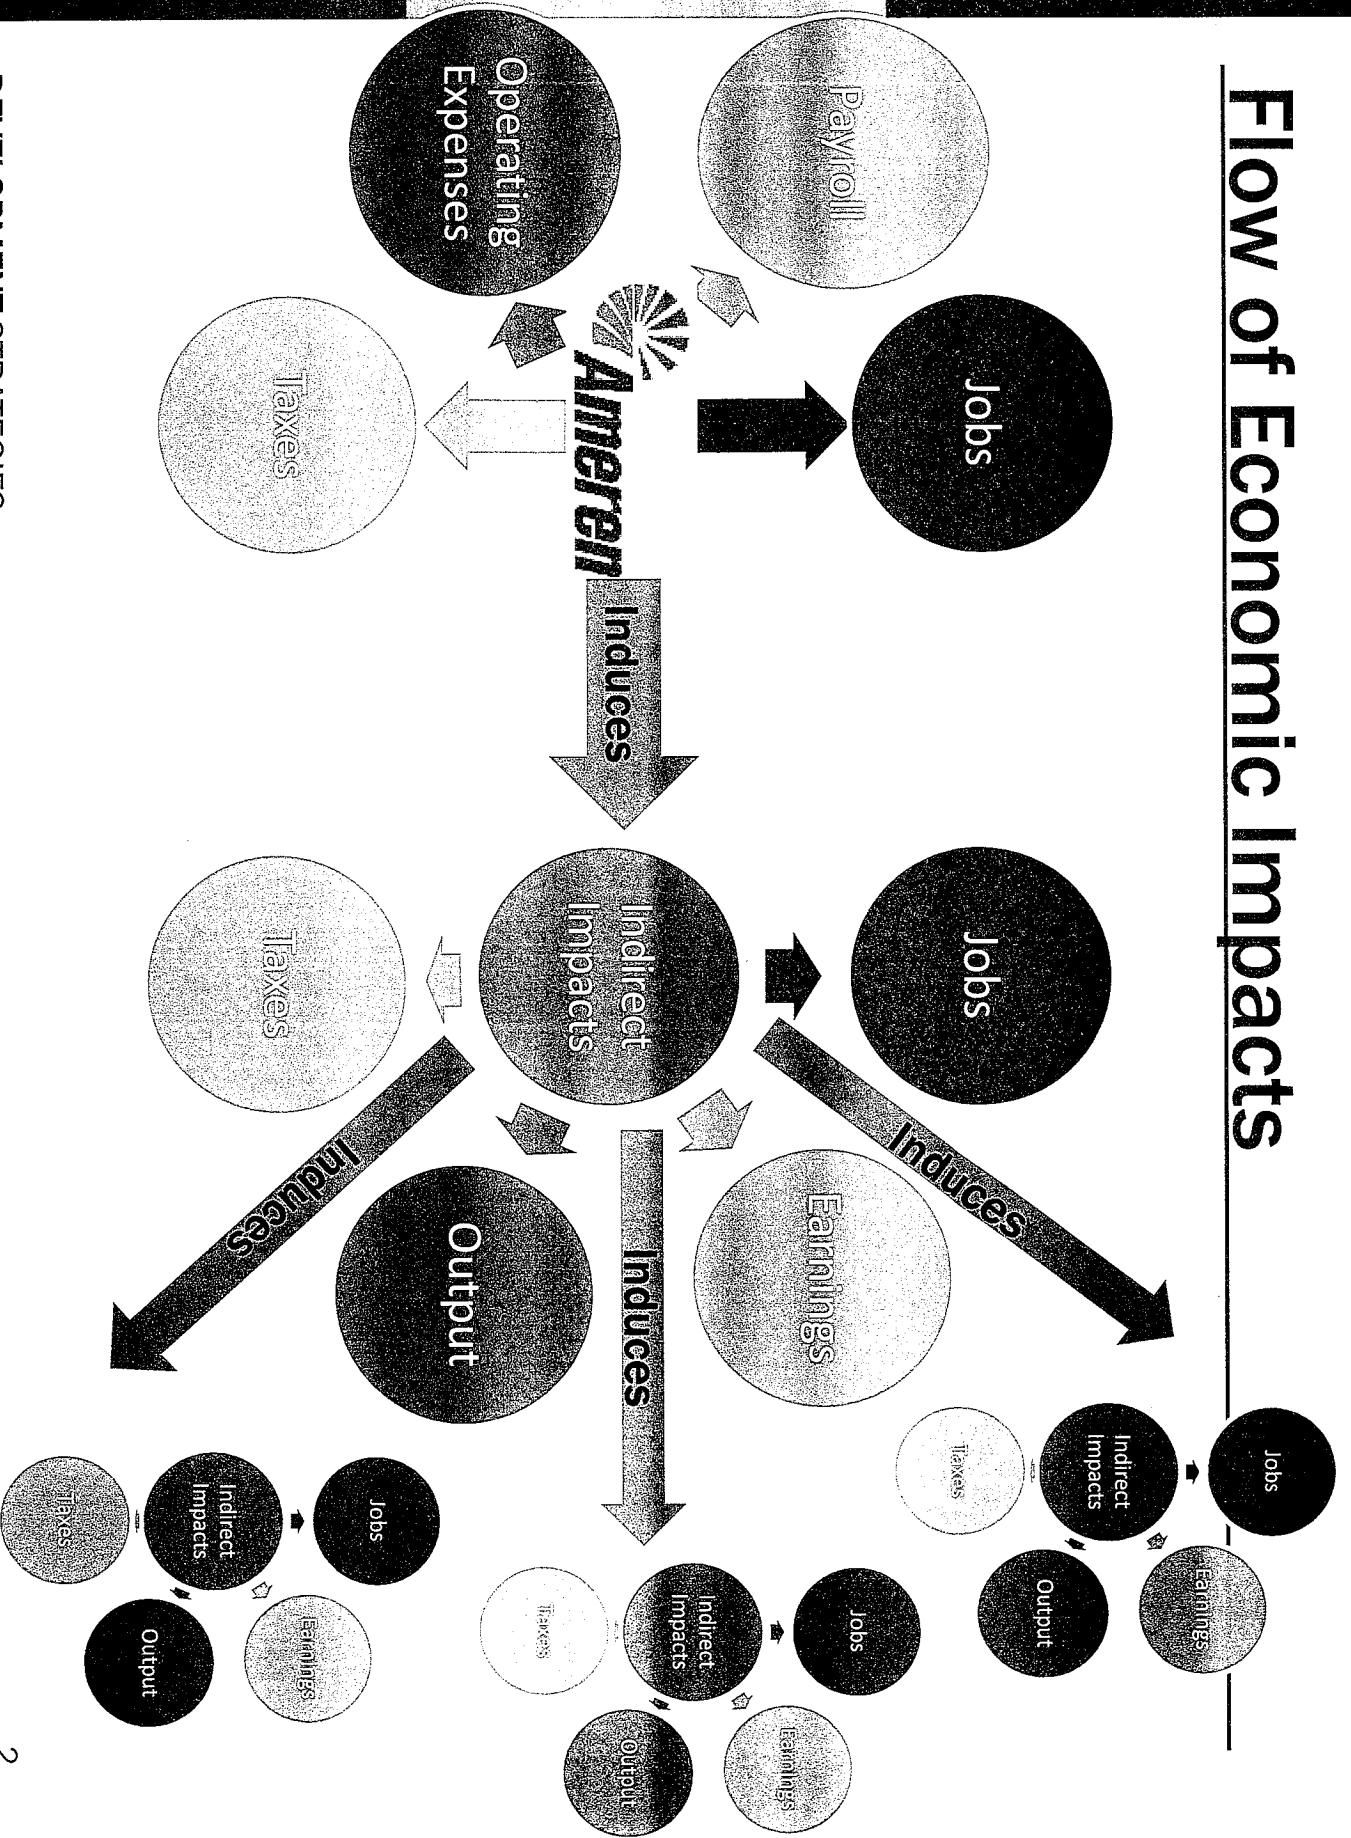 Flow of Economic Impacts
Payroll
Jobs
Operating
Expenses
Taxes
Ameren
Induces
Jobs
Indirect
Impacts
Taxes
Earnings
Output
Induces
Induces
Induces
Jobs
Indirect
Impacts
Taxes
Earnings
Output
Jobs
Indirect
Impacts
Taxes
Earnings
Output
Jobs
Indirect
Impacts
Taxes
Earnings
Output
2